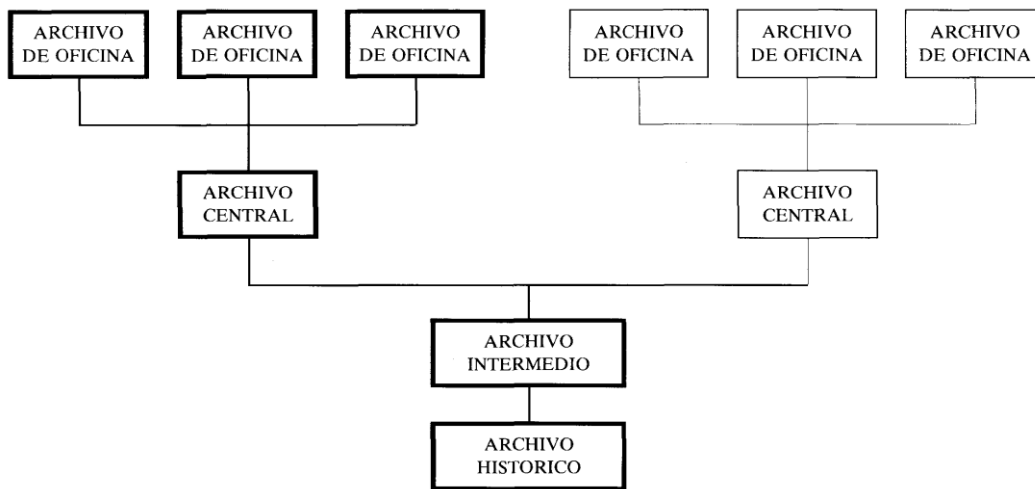 ARCHIVO
DE OFICINA
ARCHIVO
DE OFICINA
ARCHIVO
DE OFICINA
ARCHIVO
DE OFICINA
ARCHIVO
DE OFICINA
ARCHIVO
DE OFICINA
ARCHIVO
CENTRAL
ARCHIVO
CENTRAL
ARCHIVO
INTERMEDIO
ARCHIVO
HISTORICO